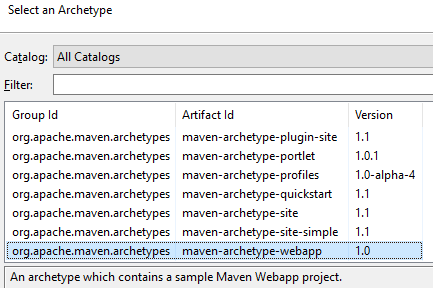 Select an Archetype
Catalog: All Catalogs
Filter:
Group Id Artifact Id Version
org.apache.maven.archetypes maven-archetype-plugin-site 1.1
org.apache.maven.archetypes maven-archetype-portlet 1.0.1
org.apache.maven.archetypes maven-archetype-profiles 1.0-alpha-4
org.apache.maven.archetypes maven-archetype-quickstart 1.1
org.apache.maven.archetypes maven-archetype-site 1.1
org.apache.maven.archetypes maven-archetype-site-simple 1.1
org.apache.maven.archetypes maven-archetype-webapp 1.0
An archetype which contains a sample Maven Webapp project.